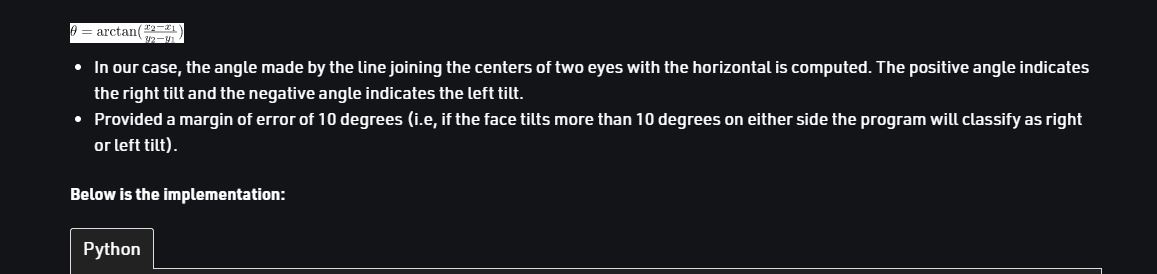 θ = arctan(x₂−x₁/y₂−y₁)
• In our case, the angle made by the line joining the centers of two eyes with the horizontal is computed. The positive angle indicates
the right tilt and the negative angle indicates the left tilt.
• Provided a margin of error of 10 degrees (i.e, if the face tilts more than 10 degrees on either side the program will classify as right
or left tilt).
Below is the implementation:
Python